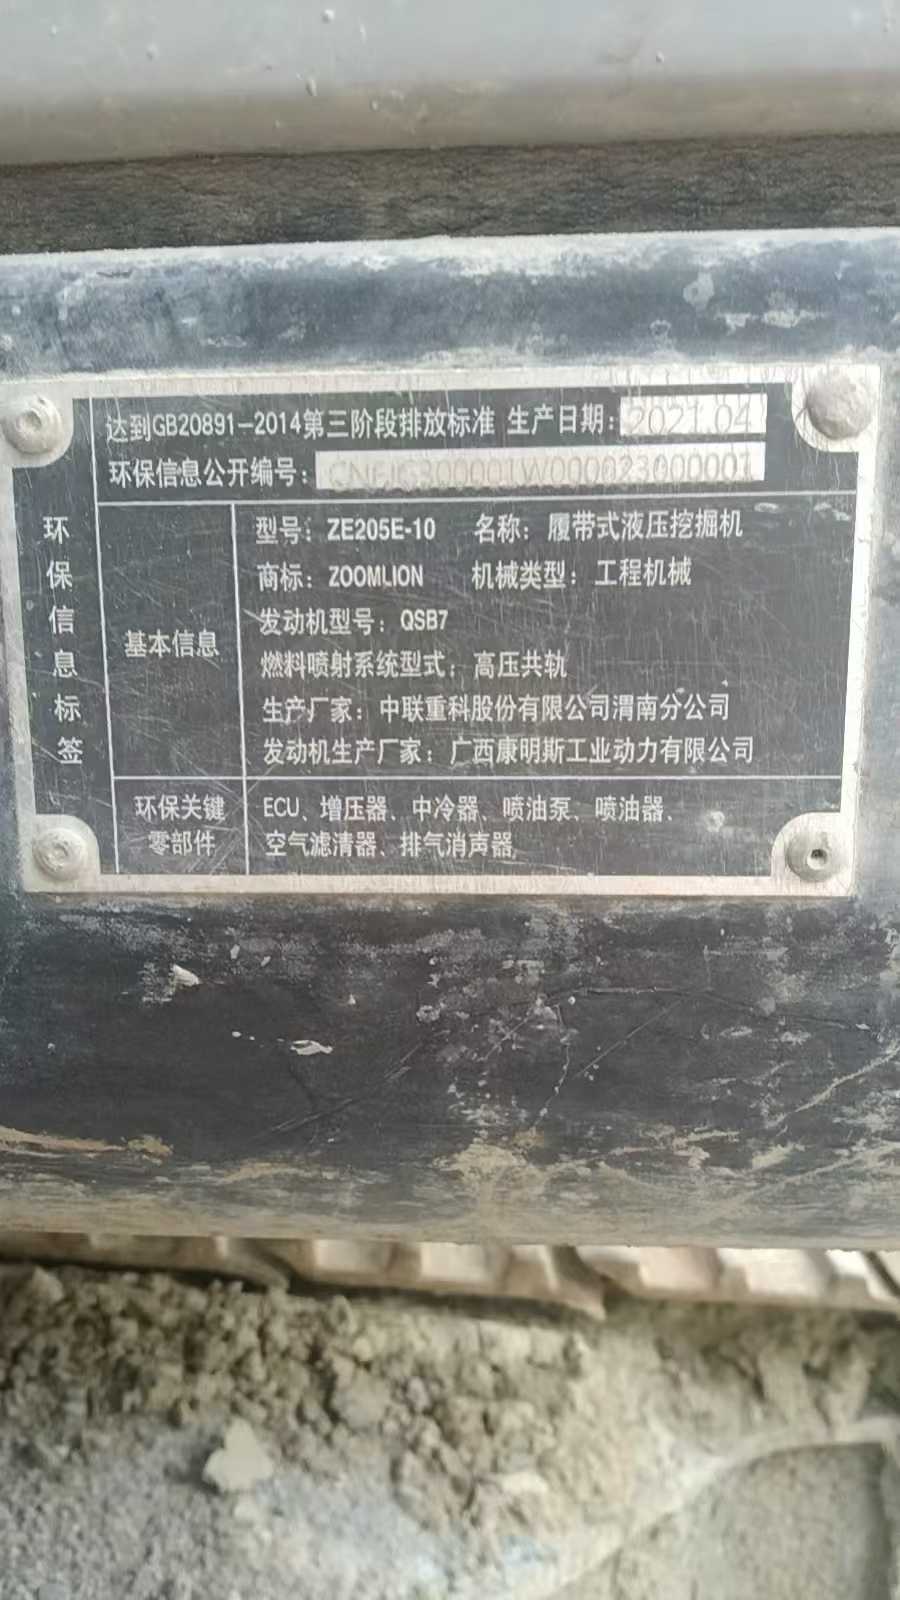 达到GB20891-2014第三阶段排放标准 生产日期：2021.04
环保信息公开编号：
环保信息标签
基本信息
型号：ZE205E-10 名称：履带式液压挖掘机
商标：ZOOMLION 机械类型：工程机械
发动机型号：QSB7
燃料喷射系统型式：高压共轨
生产厂家：中联重科股份有限公司渭南分公司
发动机生产厂家：广西康明斯工业动力有限公司
环保关键
零部件
ECU、增压器、中冷器、喷油泵、喷油器、
空气滤清器、排气消声器